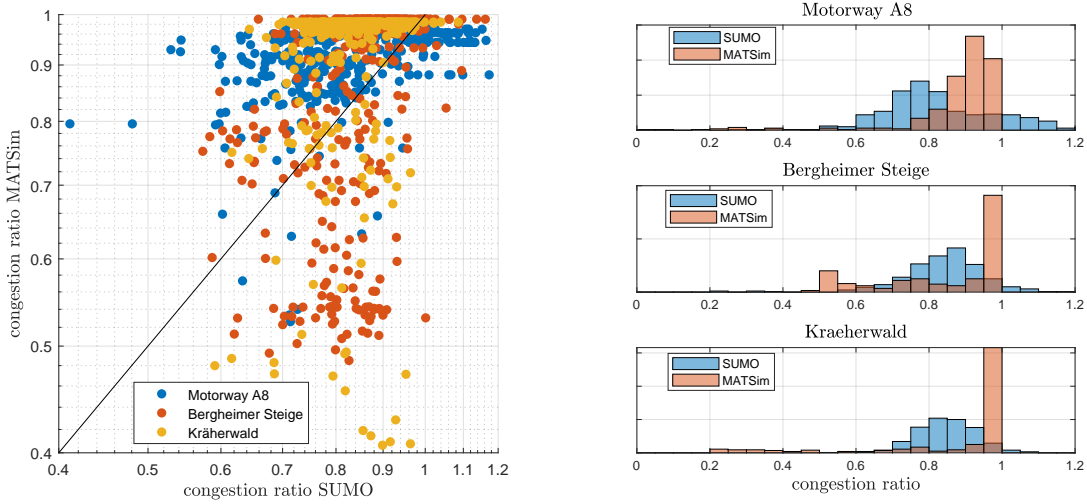 1
0.9
0.8
0.7
0.6
0.5
0.4
congestion ratio MATSim
Motorway A8
Bergheimer Steige
Kräherwald
0.4 0.5 0.6 0.7 0.8 0.9 1 1.1 1.2
congestion ratio SUMO
Motorway A8
SUMO
MATSim
0 0.2 0.4 0.6 0.8 1 1.2
Bergheimer Steige
SUMO
MATSim
0 0.2 0.4 0.6 0.8 1 1.2
Kraeherwald
SUMO
MATSim
0 0.2 0.4 0.6 0.8 1 1.2
congestion ratio